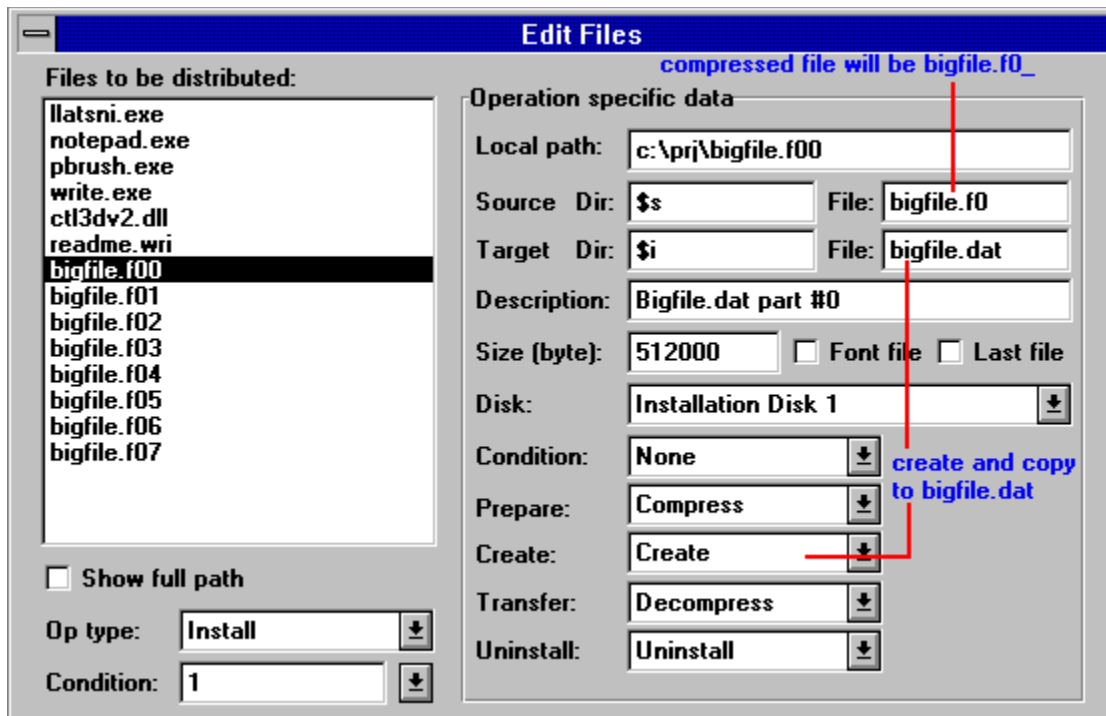 Edit Files
compressed file will be bigfile.f0_
Files to be distributed:
llatsni.exe
notepad.exe
pbrush.exe
write.exe
ctl3dv2.dll
readme.wri
bigfile.f00
bigfile.f01
bigfile.f02
bigfile.f03
bigfile.f04
bigfile.f05
bigfile.f06
bigfile.f07
Show full path
Op type: Install
Condition: 1
Operation specific data
Local path: c:\prj\bigfile.f00
Source Dir: $s File: bigfile.f0
Target Dir: $i File: bigfile.dat
Description: Bigfile.dat part #0
Size (byte): 512000 Font file Last file
Disk: Installation Disk 1
Condition: None
create and copy
to bigfile.dat
Prepare: Compress
Create: Create
Transfer: Decompress
Uninstall: Uninstall